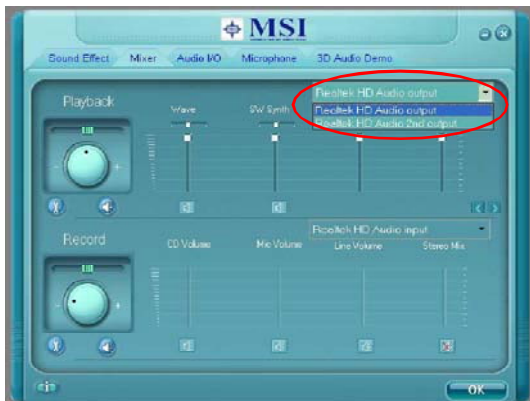 MSI
Sound Effect Mixer Audio I/O Microphone 3D Audio Demo
Realtek HD Audio output
Playback
Wave SW Synth
Realtek HD Audio output
Realtek HD Audio 2nd output
Realtek HD Audio input
Record
CD Volume Mic Volume Line Volume Stereo Mix
OK